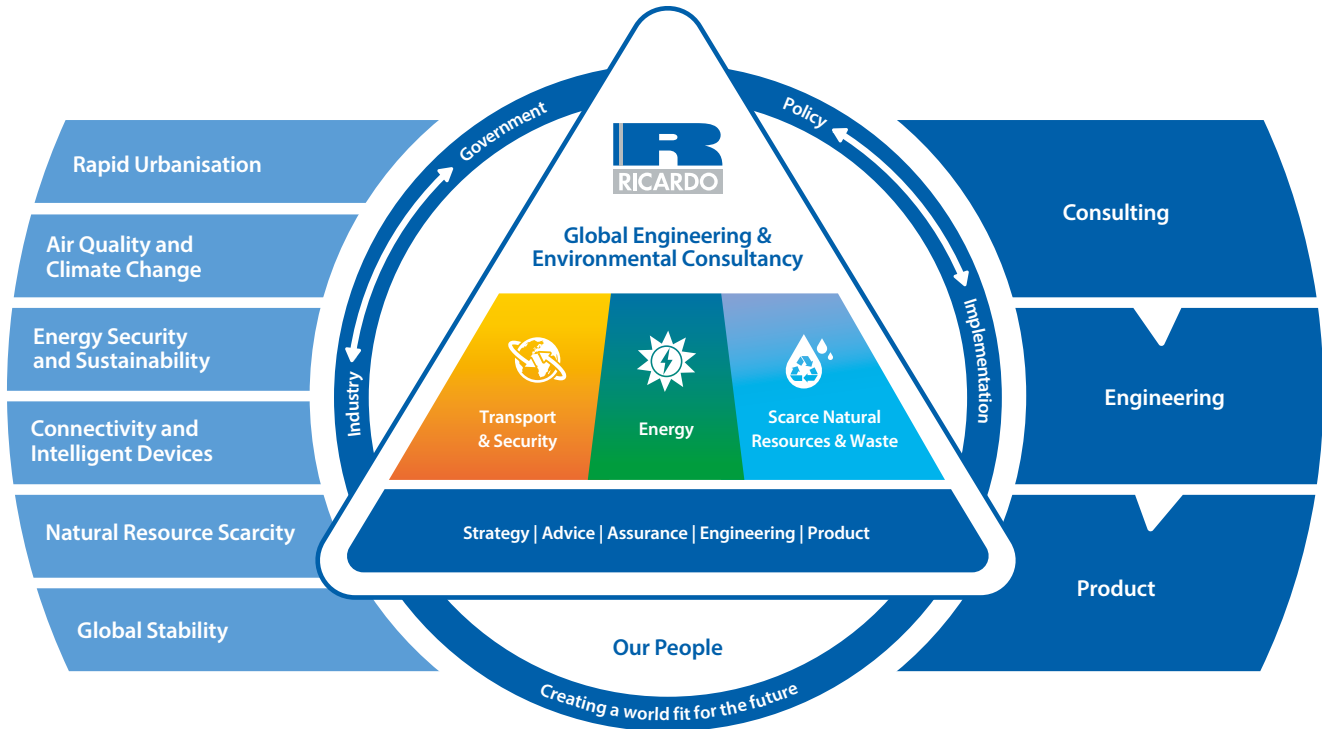 Rapid Urbanisation
Air Quality and
Climate Change
Energy Security
and Sustainability
Connectivity and
Intelligent Devices
Natural Resource Scarcity
Global Stability
Government
Industry
Policy
Implementation
R
RICARDO
Global Engineering &
Environmental Consultancy
Transport
& Security
Energy
Scarce Natural
Resources & Waste
Strategy | Advice | Assurance | Engineering | Product
Our People
Creating a world fit for the future
Consulting
Engineering
Product